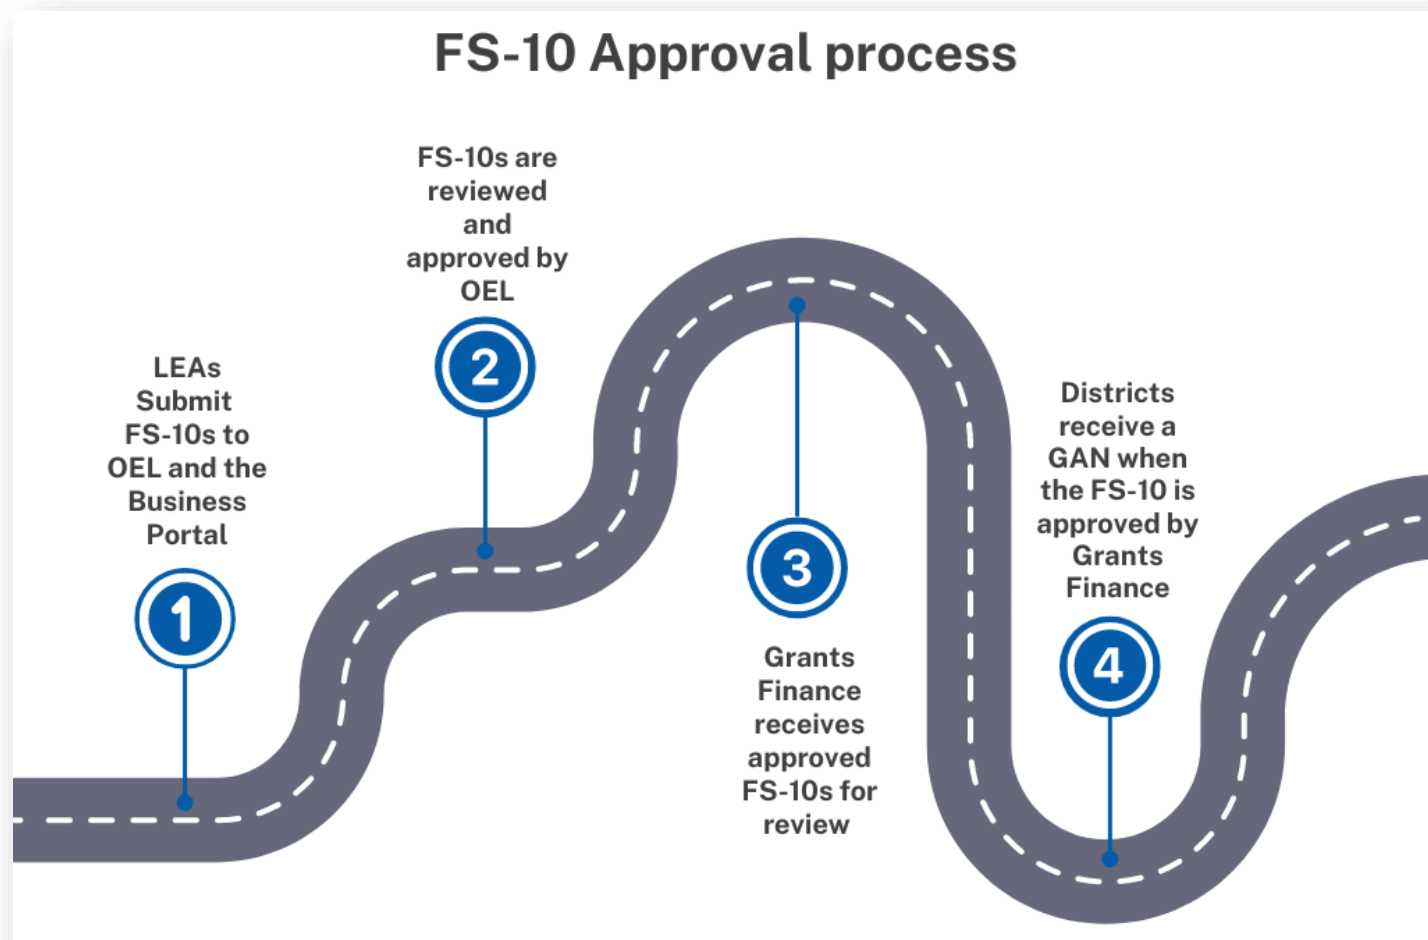 FS-10 Approval process
LEAs
Submit
FS-10s to
OEL and the
Business
Portal
1
FS-10s are
reviewed
and
approved by
OEL
2
3
Grants
Finance
receives
approved
FS-10s for
review
Districts
receive a
GAN when
the FS-10 is
approved by
Grants
Finance
4